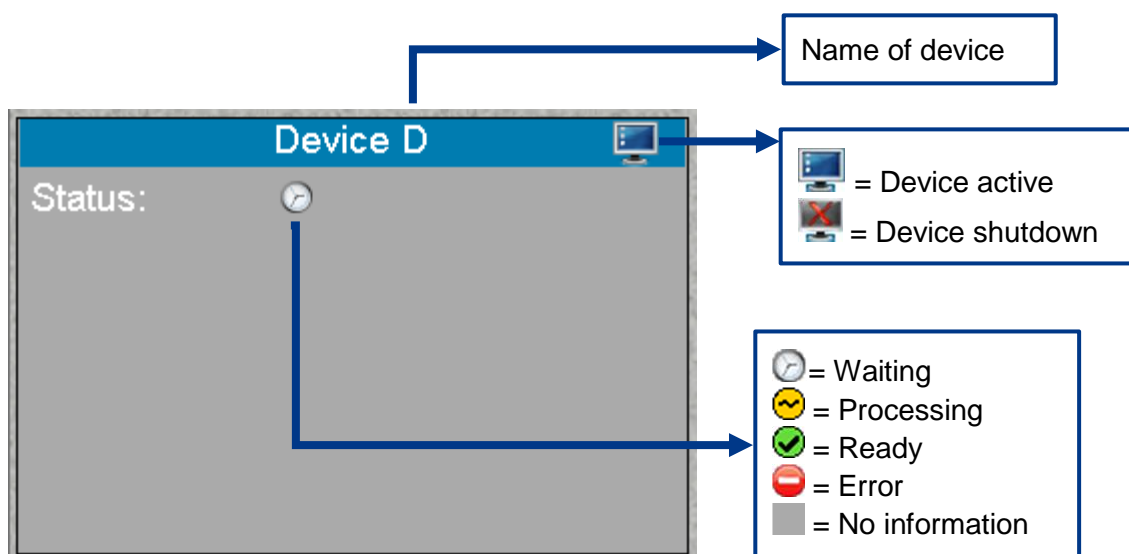 Name of device
Device D
Status:
= Device active
= Device shutdown
= Waiting
= Processing
= Ready
= Error
= No information